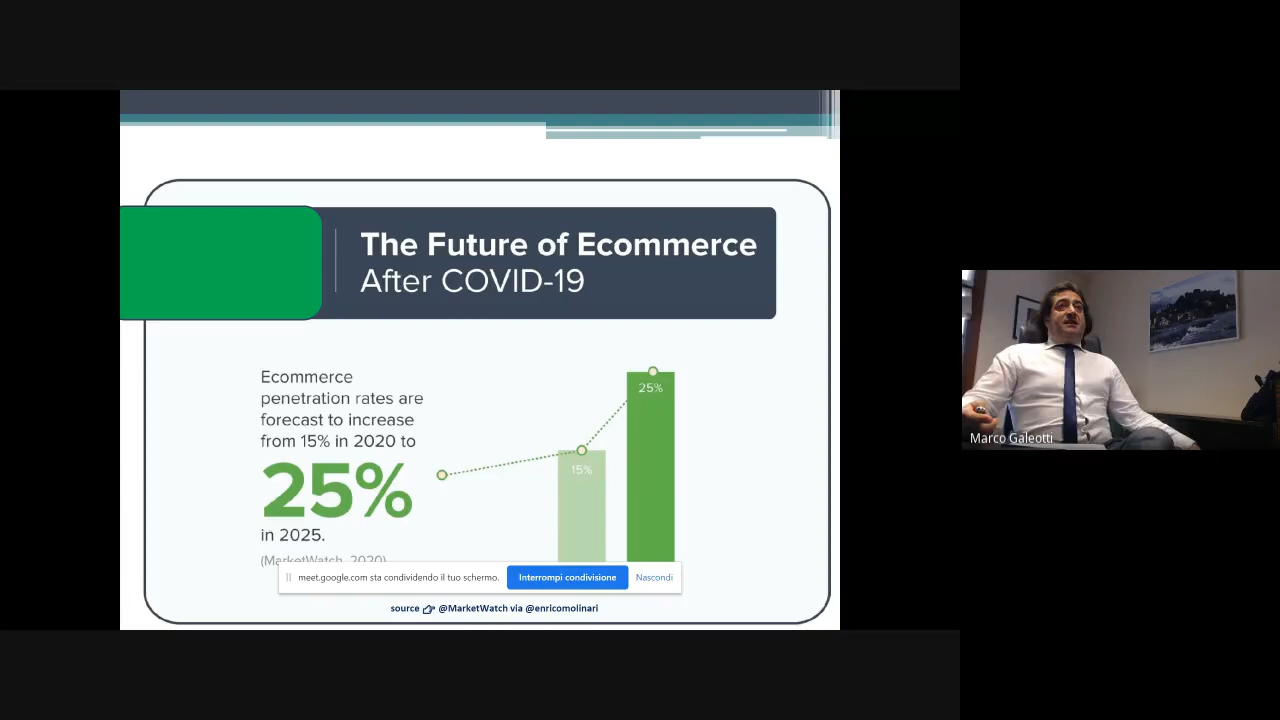 The Future of Ecommerce
After COVID-19
Ecommerce
penetration rates are
forecast to increase
from 15% in 2020 to
25%
in 2025.
(MarketWatch, 2020)
15%
25%
meet.google.com sta condividendo il tuo schermo.
Interrompi condivisione
Nascondi
source @MarketWatch via @enricomolinari
Marco Galeotti